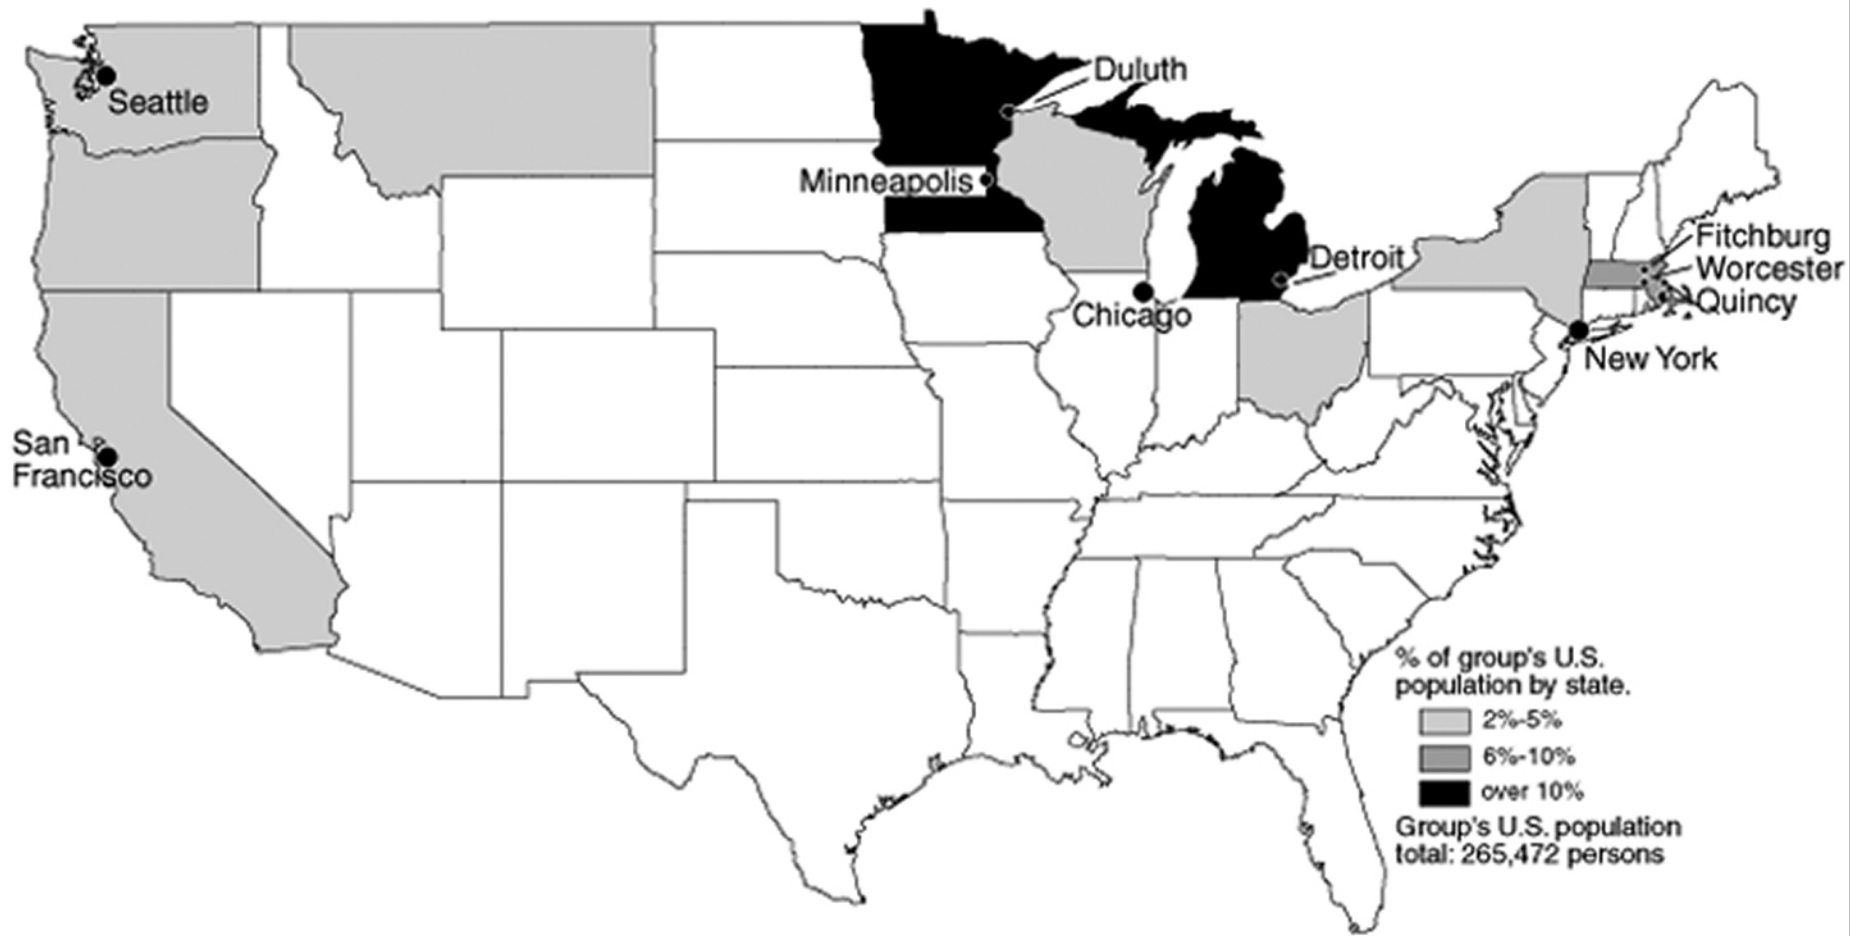 Duluth
Seattle
Minneapolis
Fitchburg
Detroit
Worcester
Quincy
Chicago
New York
San
Francisco
% of group's U.S.
population by state.
2%-5%
6%-10%
over 10%
Group's U.S. population
total: 265,472 persons